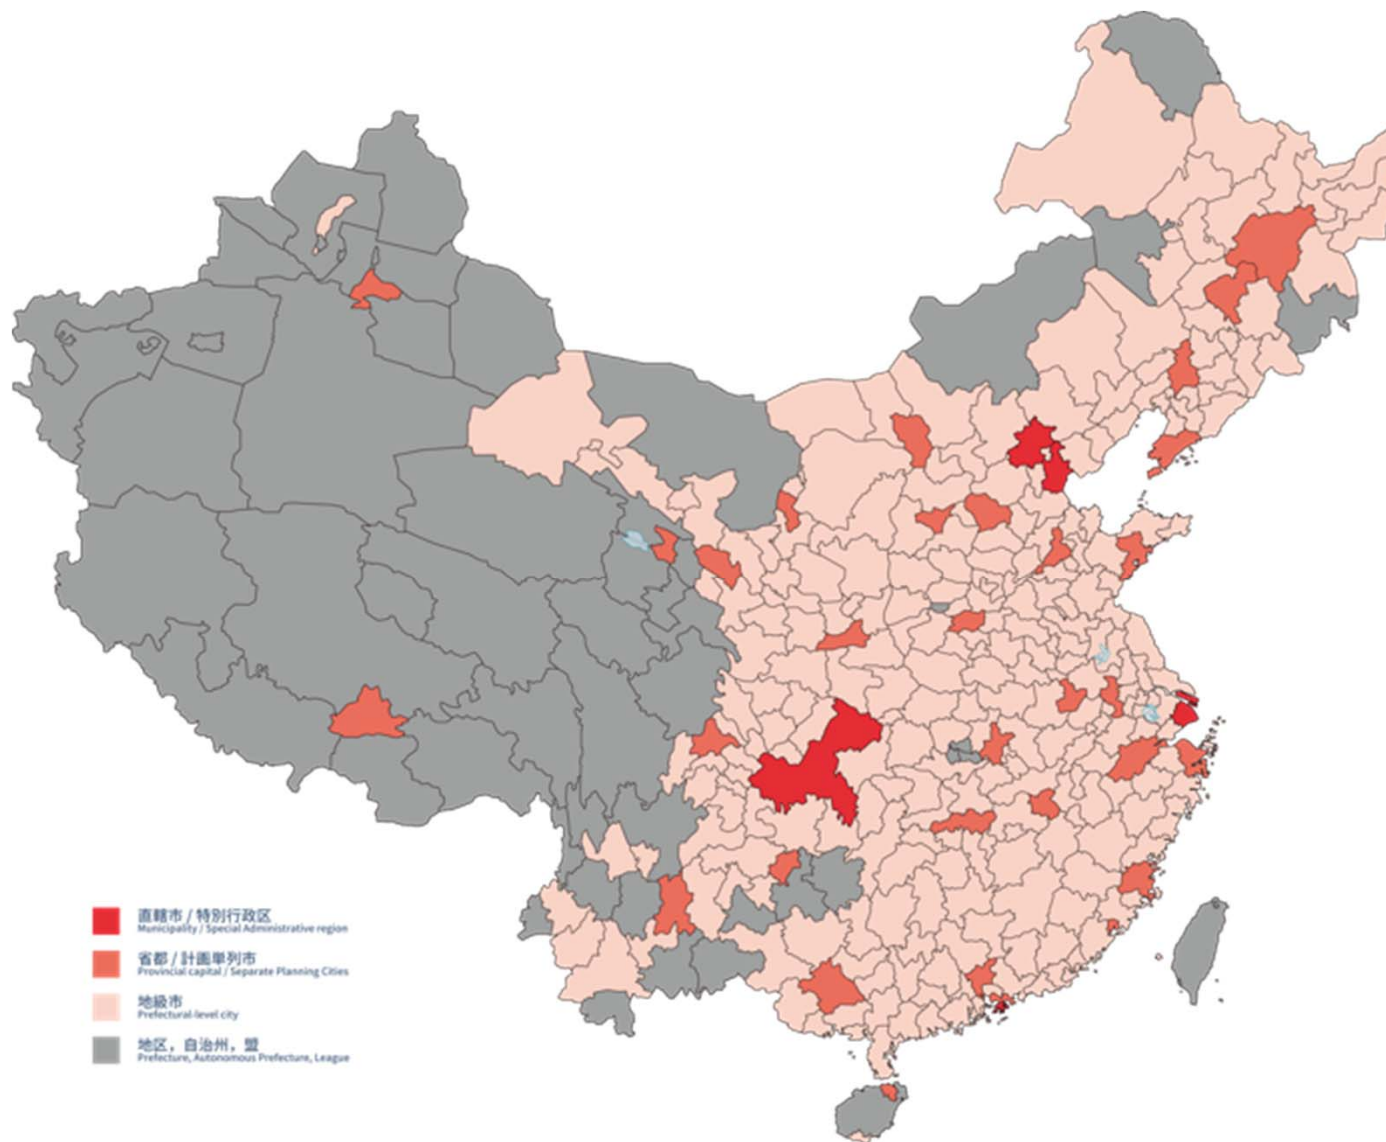 直轄市 / 特別行政区
Municipality / Special Administrative region
省都 / 計画単列市
Provincial capital / Separate Planning Cities
地級市
Prefectural-level city
地区，自治州，盟
Prefecture, Autonomous Prefecture, League